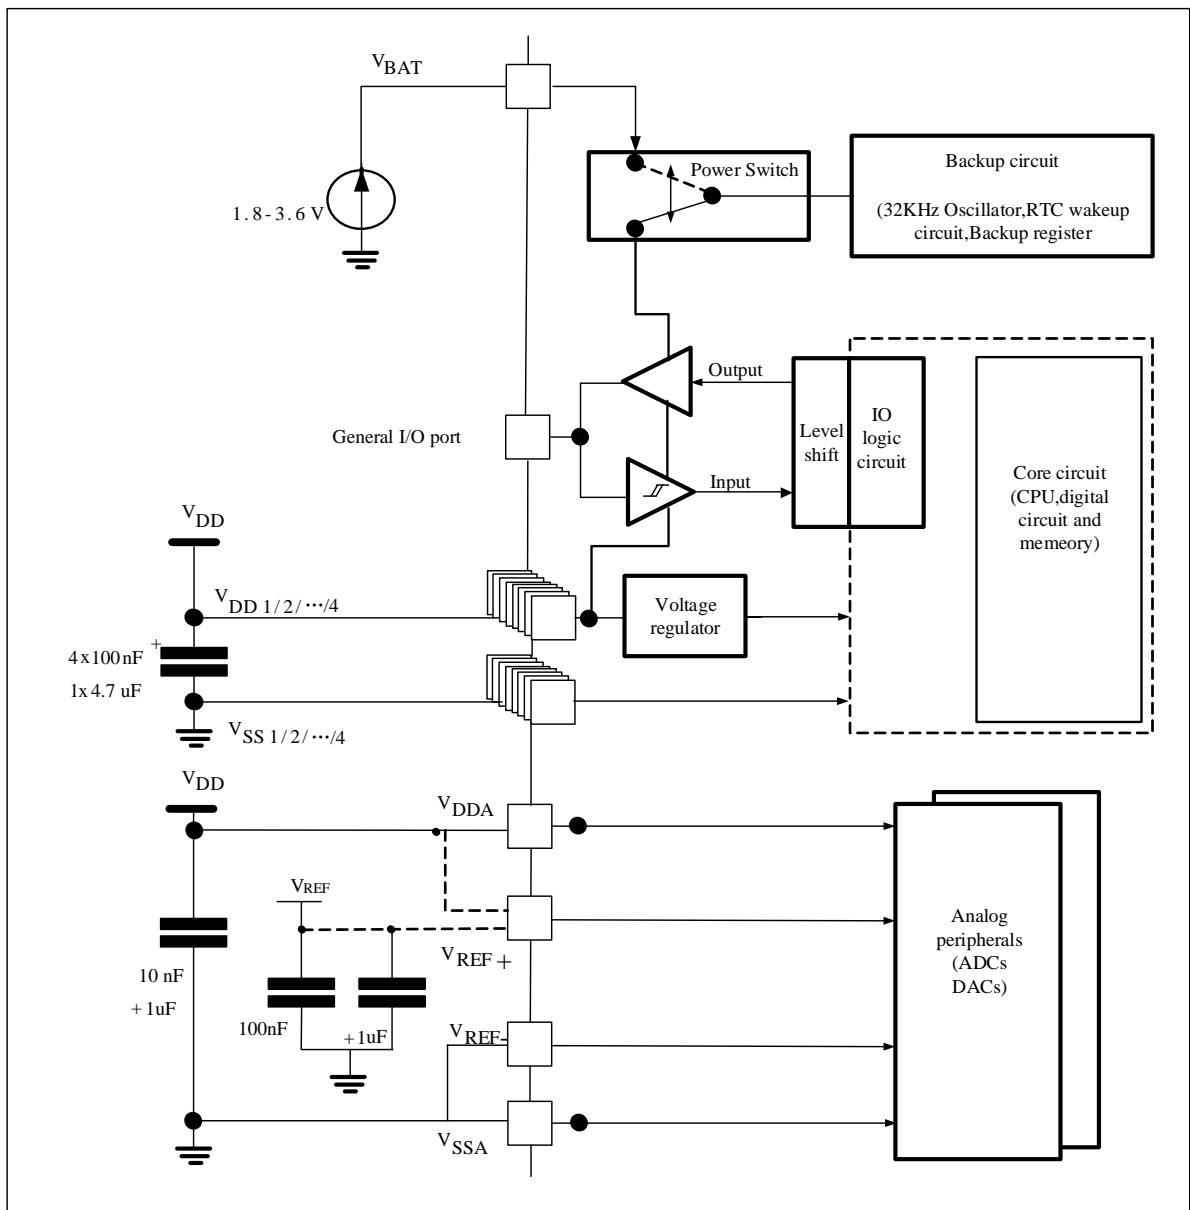 VBAT
1.8-3.6 V
Power Switch
Backup circuit
(32KHz Oscillator,RTC wakeup
circuit,Backup register
Output
General I/O port
Level
shift
IO
logic
circuit
Input
Core circuit
(CPU,digital
circuit and
memeory)
VDD
VDD 1/2/···/4
Voltage
regulator
4x100nF
+
1x4.7 uF
VSS 1/2/···/4
VDD
VDDA
VREF
VREF+
10 nF
+1uF
100nF
+1uF
VREF-
VSSA
Analog
peripherals
(ADCs
DACs)